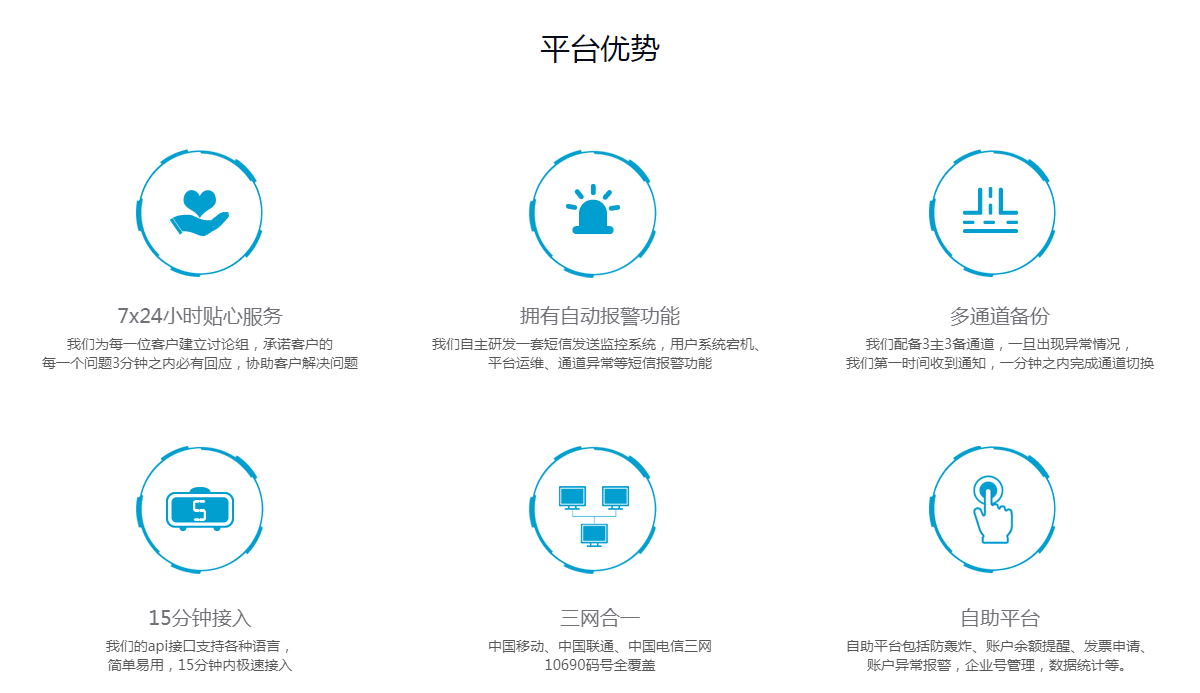 平台优势
7x24小时贴心服务
我们为每一位客户建立讨论组，承诺客户的
每一个问题3分钟之内必有回应，协助客户解决问题
拥有自动报警功能
我们自主研发一套短信发送监控系统，用户系统宕机、
平台运维、通道异常等短信报警功能
多通道备份
我们配备3主3备通道，一旦出现异常情况，
我们第一时间收到通知，一分钟之内完成通道切换
5
15分钟接入
我们的api接口支持各种语言，
简单易用，15分钟内极速接入
三网合一
中国移动、中国联通、中国电信三网
10690码号全覆盖
自助平台
自助平台包括防轰炸、账户余额提醒、发票申请、
账户异常报警，企业号管理，数据统计等。